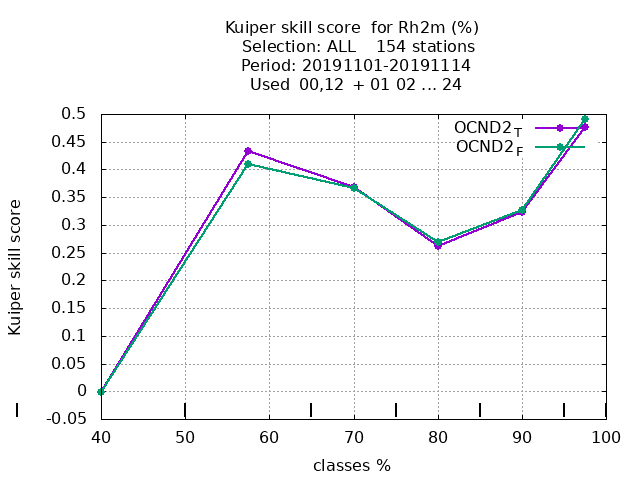 Kuiper skill score  for Rh2m (%)
Selection: ALL    154 stations
Period: 20191101-20191114
Used  00,12  + 01 02 ... 24
OCND2T
OCND2F
0.5
0.45
0.4
0.35
0.3
0.25
0.2
0.15
0.1
0.05
0
-0.05
Kuiper skill score
40 50 60 70 80 90 100
classes %